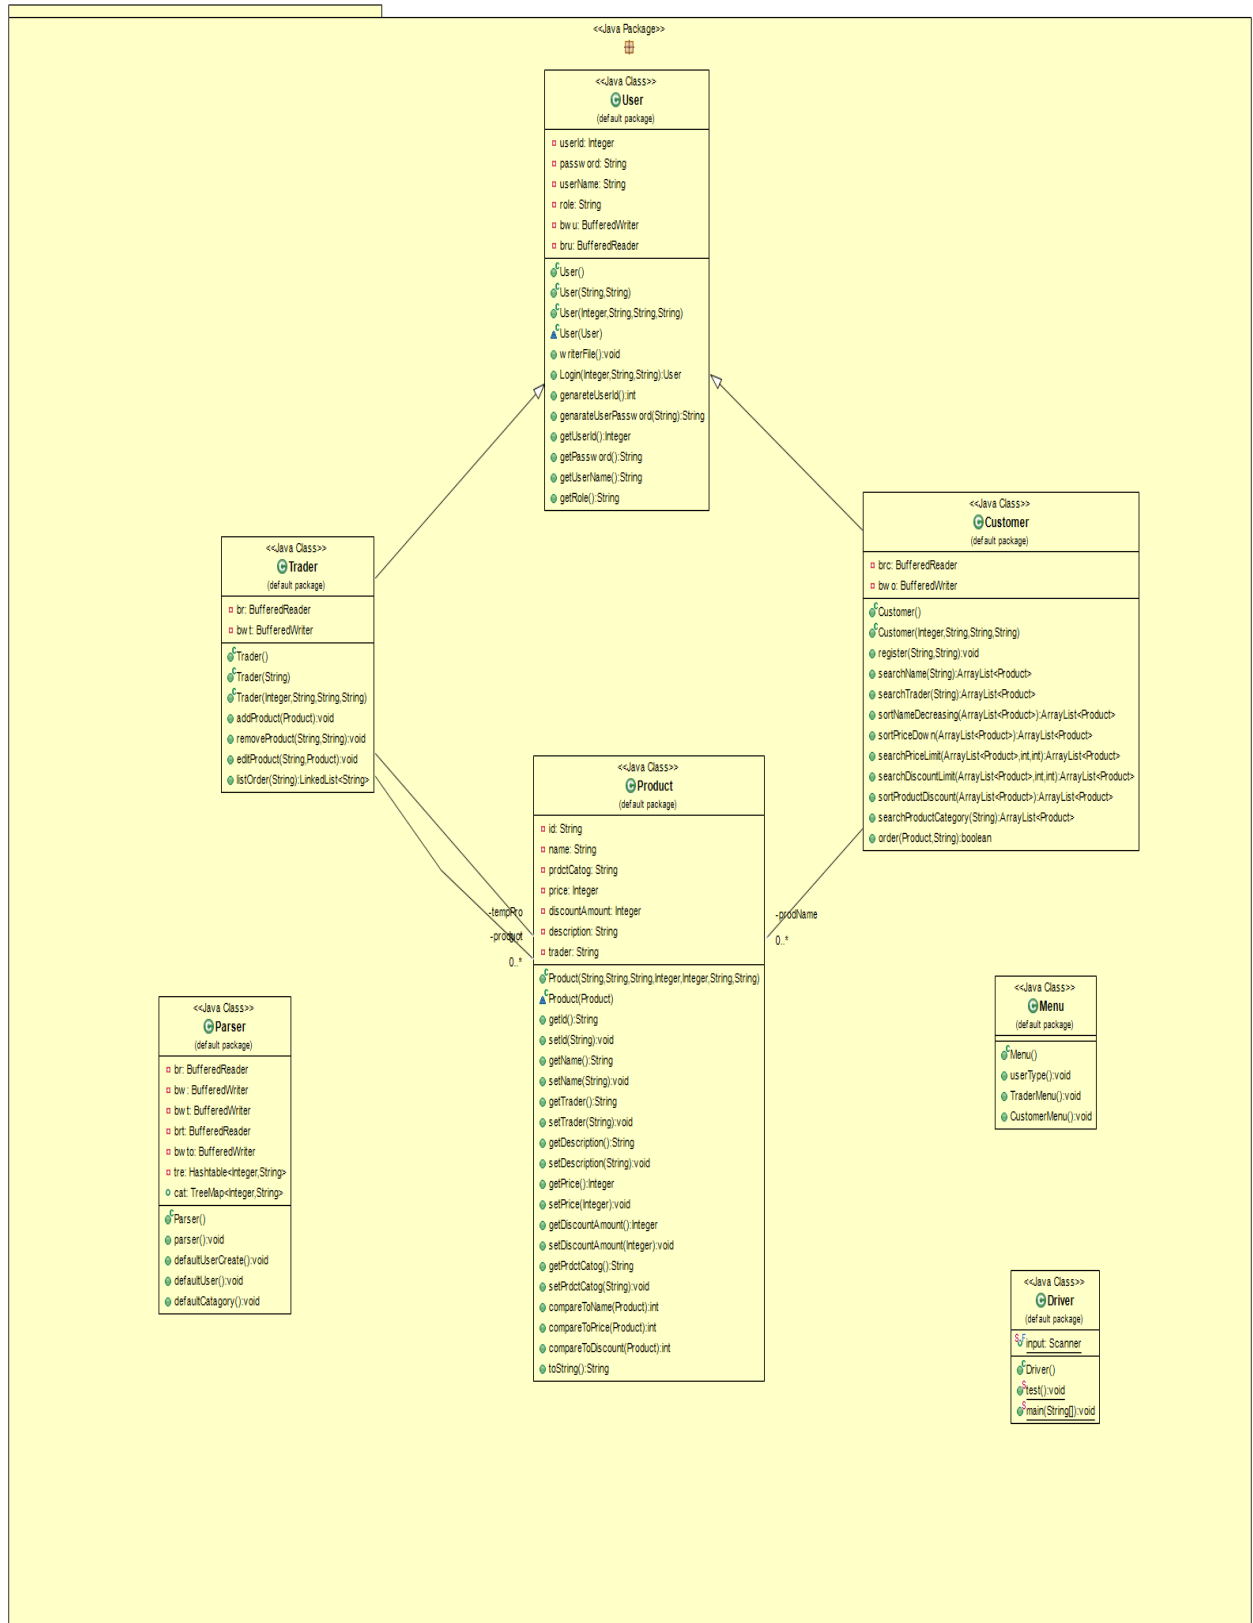 <<Java Package>>
<<Java Class>>
User
(default package)
userId: Integer
password: String
userName: String
role: String
bwu: BufferedWriter
bru: BufferedReader
User()
User(String,String)
User(Integer,String,String,String)
User(User)
writerFile():void
Login(Integer,String,String):User
genareteUserId():int
genarateUserPassword(String):String
getUserId():Integer
getPassword():String
getUserName():String
getRole():String
<<Java Class>>
Trader
(default package)
br: BufferedReader
bwt: BufferedWriter
Trader()
Trader(String)
Trader(Integer,String,String,String)
addProduct(Product):void
removeProduct(String,String):void
editProduct(String,Product):void
listOrder(String):LinkedList<String>
<<Java Class>>
Customer
(default package)
brc: BufferedReader
bwo: BufferedWriter
Customer()
Customer(Integer,String,String,String)
register(String,String):void
searchName(String):ArrayList<Product>
searchTrader(String):ArrayList<Product>
sortNameDecreasing(ArrayList<Product>):ArrayList<Product>
sortPriceDown(ArrayList<Product>):ArrayList<Product>
searchPriceLimit(ArrayList<Product>,int,int):ArrayList<Product>
searchDiscountLimit(ArrayList<Product>,int,int):ArrayList<Product>
sortProductDiscount(ArrayList<Product>):ArrayList<Product>
searchProductCategory(String):ArrayList<Product>
order(Product,String):boolean
-tempPro
-product
0..*
-prodName
0..*
<<Java Class>>
Product
(default package)
id: String
name: String
prdctCatog: String
price: Integer
discountAmount: Integer
description: String
trader: String
Product(String,String,String,Integer,Integer,String,String)
Product(Product)
getId():String
setId(String):void
getName():String
setName(String):void
getTrader():String
setTrader(String):void
getDescription():String
setDescription(String):void
getPrice():Integer
setPrice(Integer):void
getDiscountAmount():Integer
setDiscountAmount(Integer):void
getPrdctCatog():String
setPrdctCatog(String):void
compareToName(Product):int
compareToPrice(Product):int
compareToDiscount(Product):int
toString():String
<<Java Class>>
Parser
(default package)
br: BufferedReader
bw: BufferedWriter
bwt: BufferedWriter
brt: BufferedReader
bwto: BufferedWriter
tre: Hashtable<Integer,String>
cat: TreeMap<Integer,String>
Parser()
parser():void
defaultUserCreate():void
defaultUser():void
defaultCatagory():void
<<Java Class>>
Menu
(default package)
Menu()
userType():void
TraderMenu():void
CustomerMenu():void
<<Java Class>>
Driver
(default package)
input: Scanner
Driver()
test():void
main(String[]):void